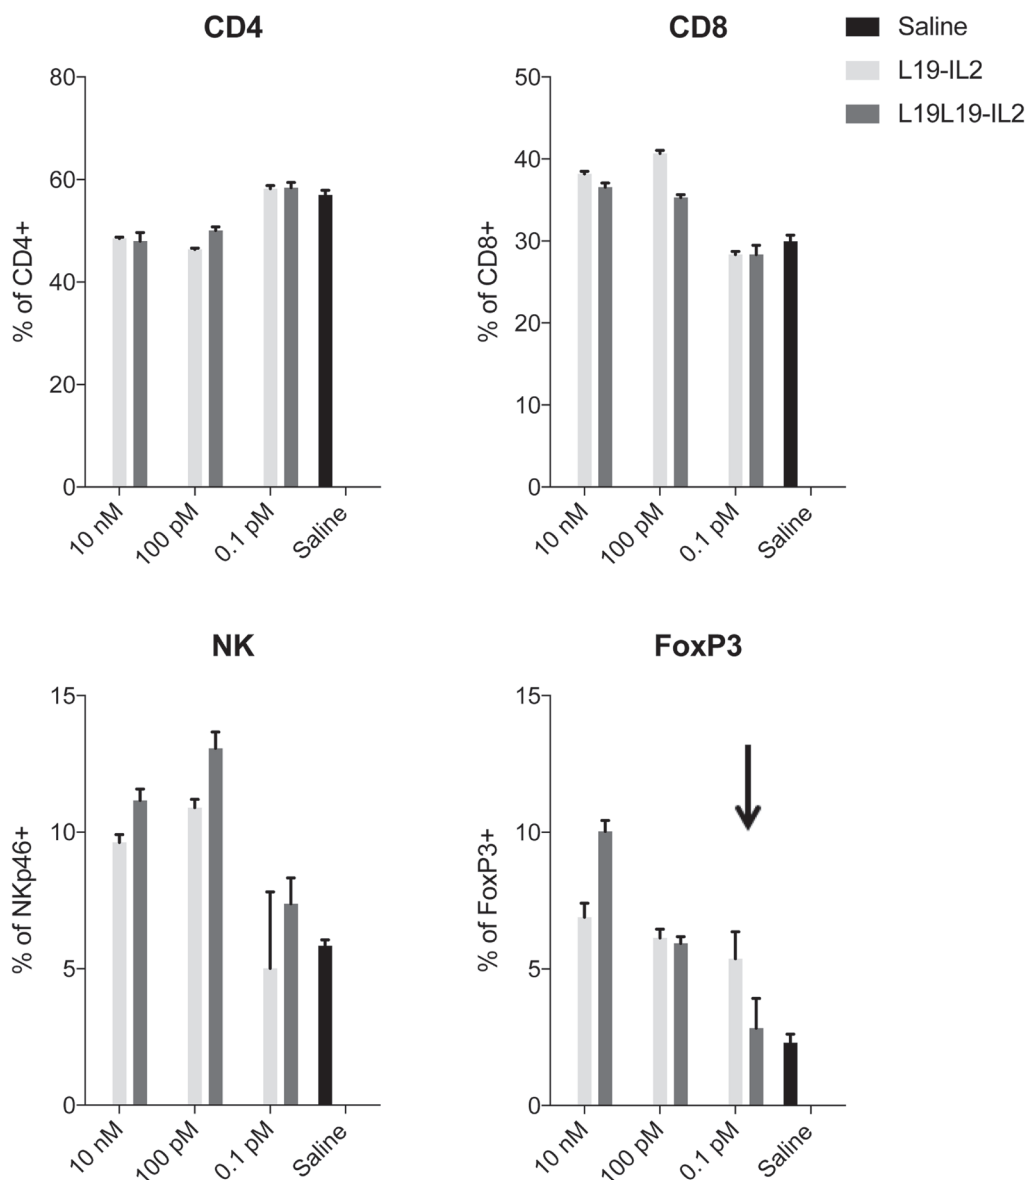 CD4
80
60
40
20
0
% of CD4+
10 nM
100 pM
0.1 pM
Saline
CD8
50
40
30
20
10
0
% of CD8+
10 nM
100 pM
0.1 pM
Saline
Saline
L19-IL2
L19L19-IL2
NK
15
10
5
0
% of NKp46+
10 nM
100 pM
0.1 pM
Saline
FoxP3
15
10
5
0
% of FoxP3+
10 nM
100 pM
0.1 pM
Saline